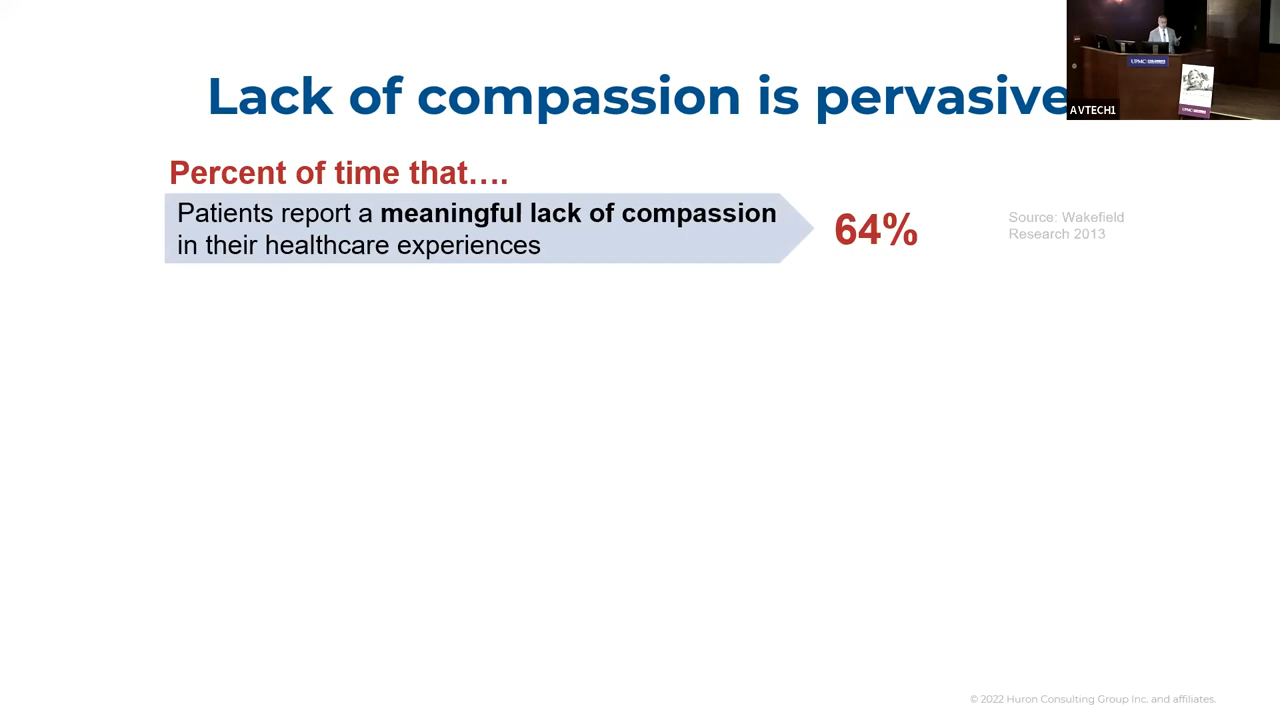 Lack of compassion is pervasive
Percent of time that….
Patients report a meaningful lack of compassion
in their healthcare experiences
64%
Source: Wakefield
Research 2013
UPMC
AVTECH1
© 2022 Huron Consulting Group Inc. and affiliates.